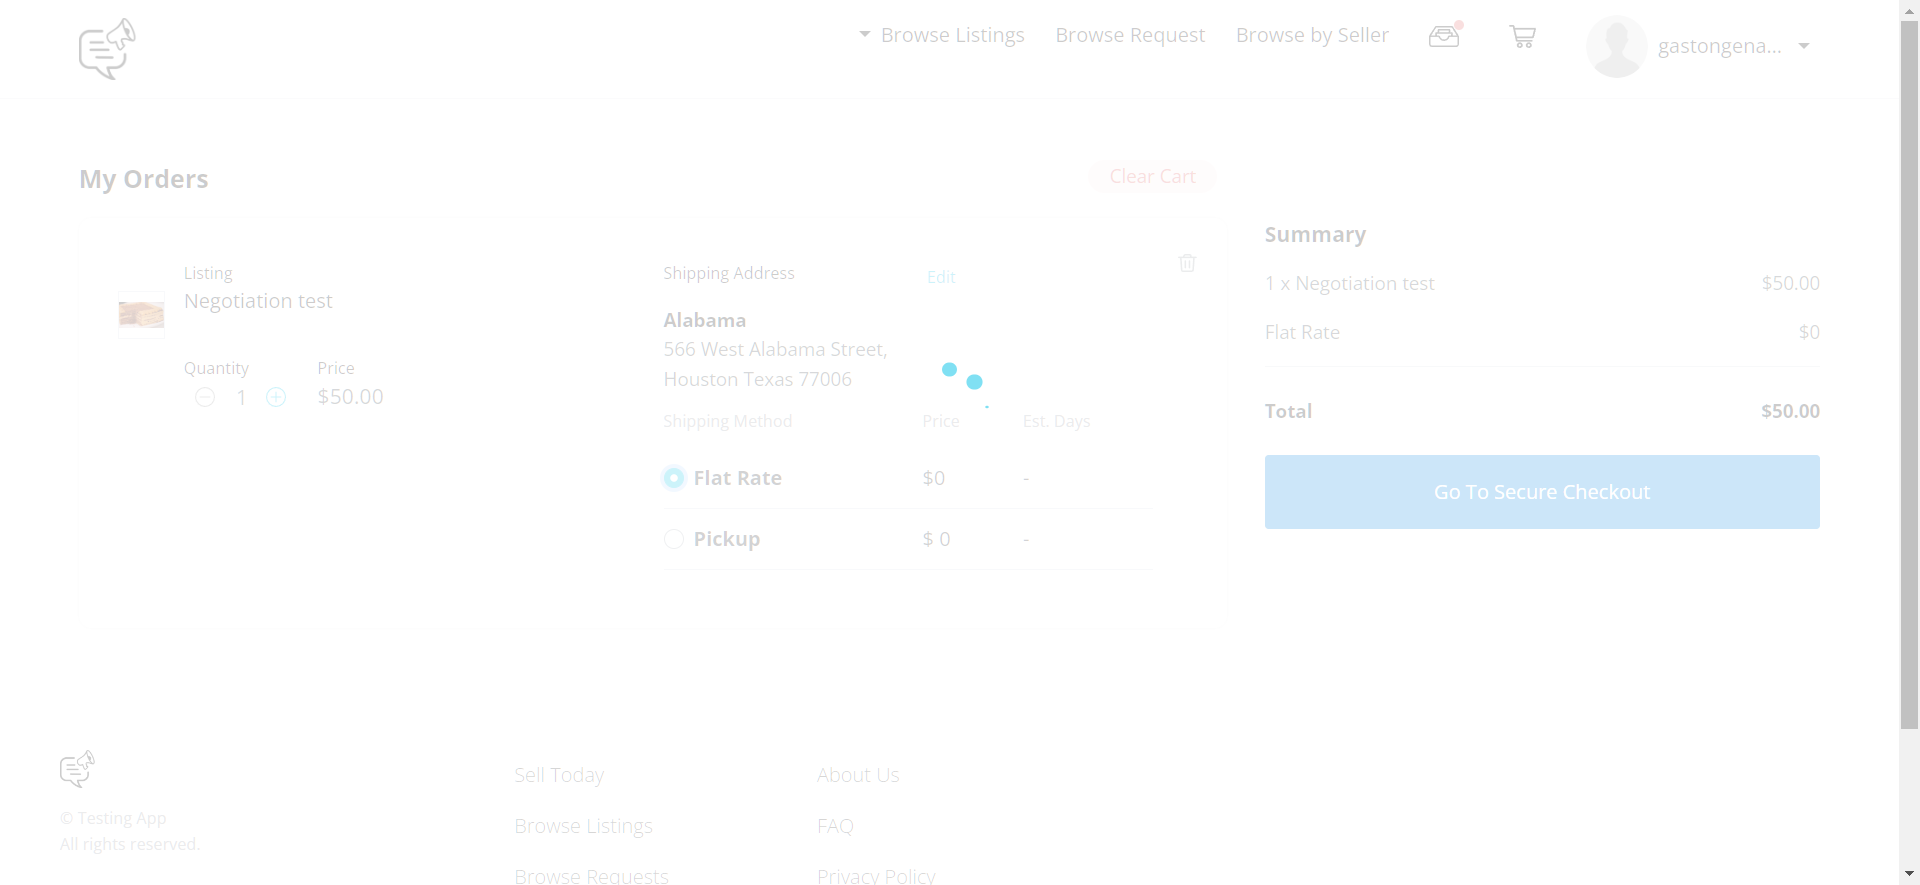 Browse Listings
Browse Request
Browse by Seller
gastongena...
My Orders
Clear Cart
Listing
Negotiation test
Quantity
Price
1
$50.00
Shipping Address
Edit
Alabama
566 West Alabama Street,
Houston Texas 77006
Shipping Method Price Est. Days
Flat Rate $0 -
Pickup $ 0 -
Summary
1 x Negotiation test $50.00
Flat Rate $0
Total $50.00
Go To Secure Checkout
© Testing App
All rights reserved.
Sell Today
Browse Listings
Browse Requests
About Us
FAQ
Privacy Policy